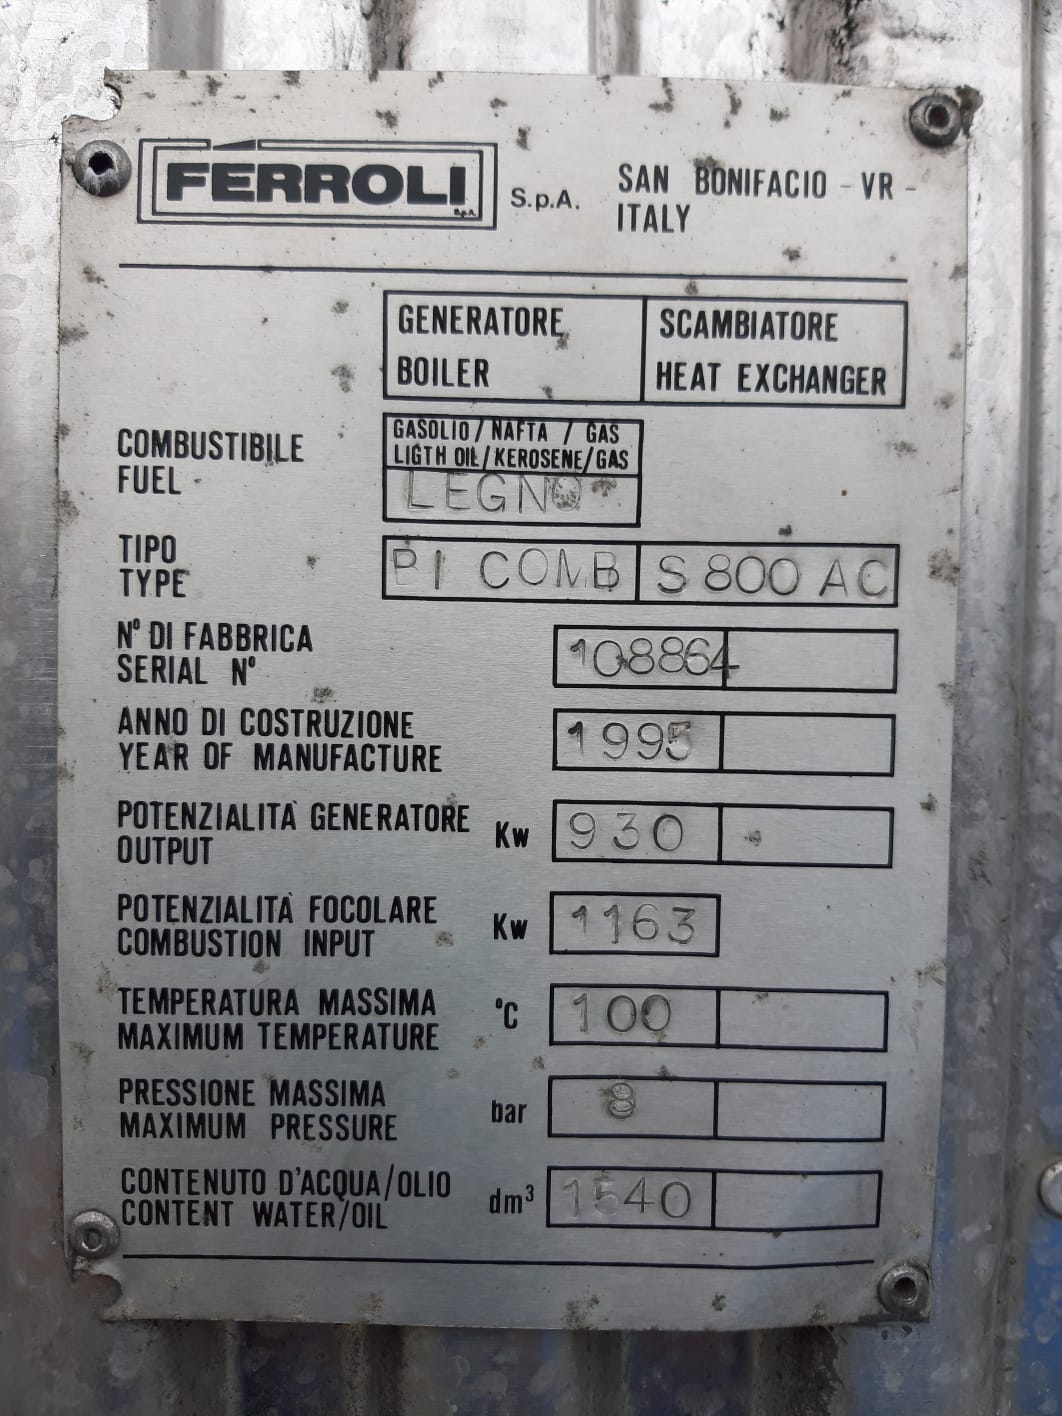 FERROLI S.p.A. S.p.A. SAN BONIFACIO - VR -
ITALY
GENERATORE SCAMBIATORE
BOILER HEAT EXCHANGER
COMBUSTIBILE GASOLIO / NAFTA / GAS
FUEL LIGTH OIL/KEROSENE/GAS
LEGNO
TIPO
TYPE PI COMB S 800 AC
N° DI FABBRICA
SERIAL N° 108864
ANNO DI COSTRUZIONE
YEAR OF MANUFACTURE 1995
POTENZIALITÀ GENERATORE
OUTPUT Kw 930
POTENZIALITÀ FOCOLARE
COMBUSTION INPUT Kw 1163
TEMPERATURA MASSIMA
MAXIMUM TEMPERATURE °C 100
PRESSIONE MASSIMA
MAXIMUM PRESSURE bar 8
CONTENUTO D'ACQUA/OLIO
CONTENT WATER/OIL dm³ 1540